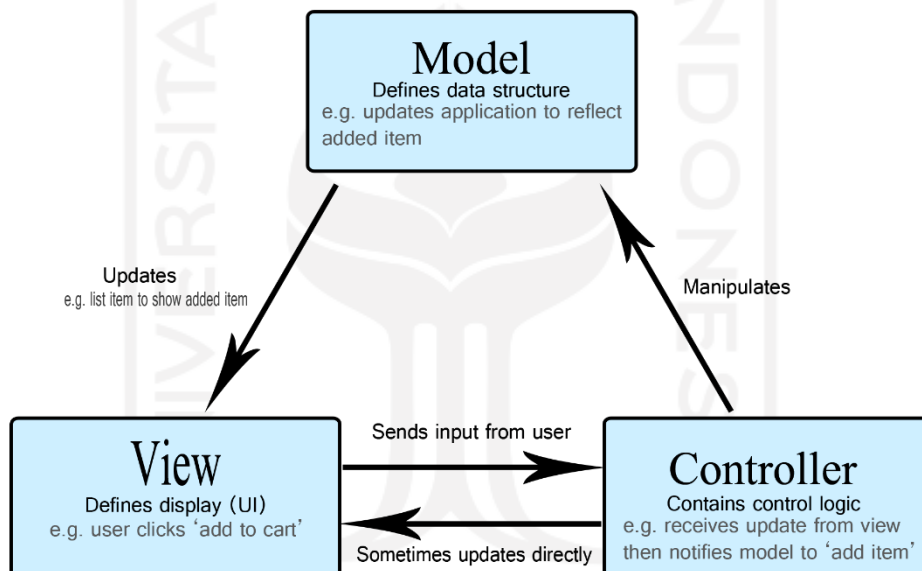 Model
Defines data structure
e.g. updates application to reflect
added item
Updates
e.g. list item to show added item
Manipulates
View
Defines display (UI)
e.g. user clicks ‘add to cart’
Sends input from user
Sometimes updates directly
Controller
Contains control logic
e.g. receives update from view
then notifies model to ‘add item’
IVERSITA
NDONES